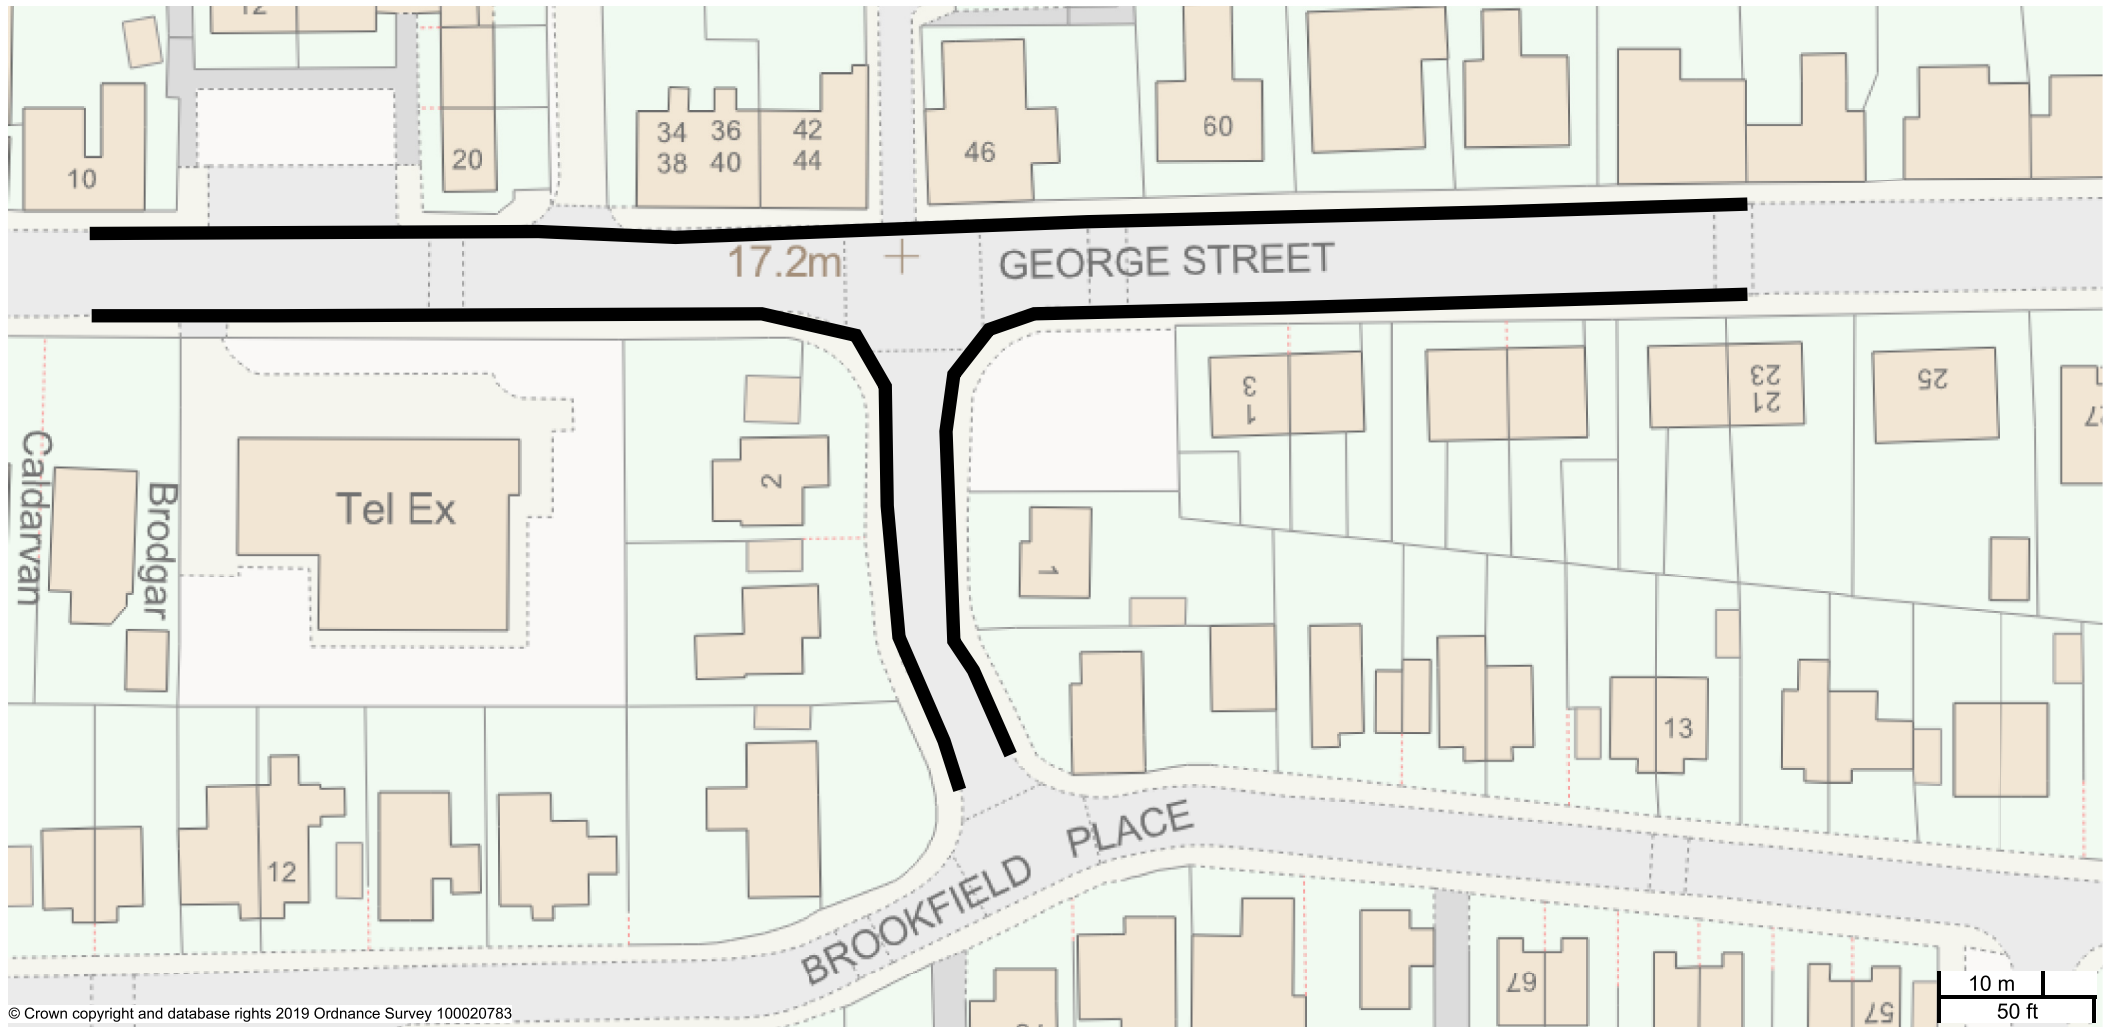 12
34 36 42
38 40 44
10
20
46
60
17.2m
GEORGE STREET
3
1
23
21
25
27
Caldarvan
Brodgar
Tel Ex
2
1
13
12
BROOKFIELD PLACE
67
57
10 m
50 ft
© Crown copyright and database rights 2019 Ordnance Survey 100020783